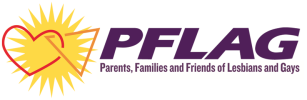 PFLAG
Parents, Families and Friends of Lesbians and Gays